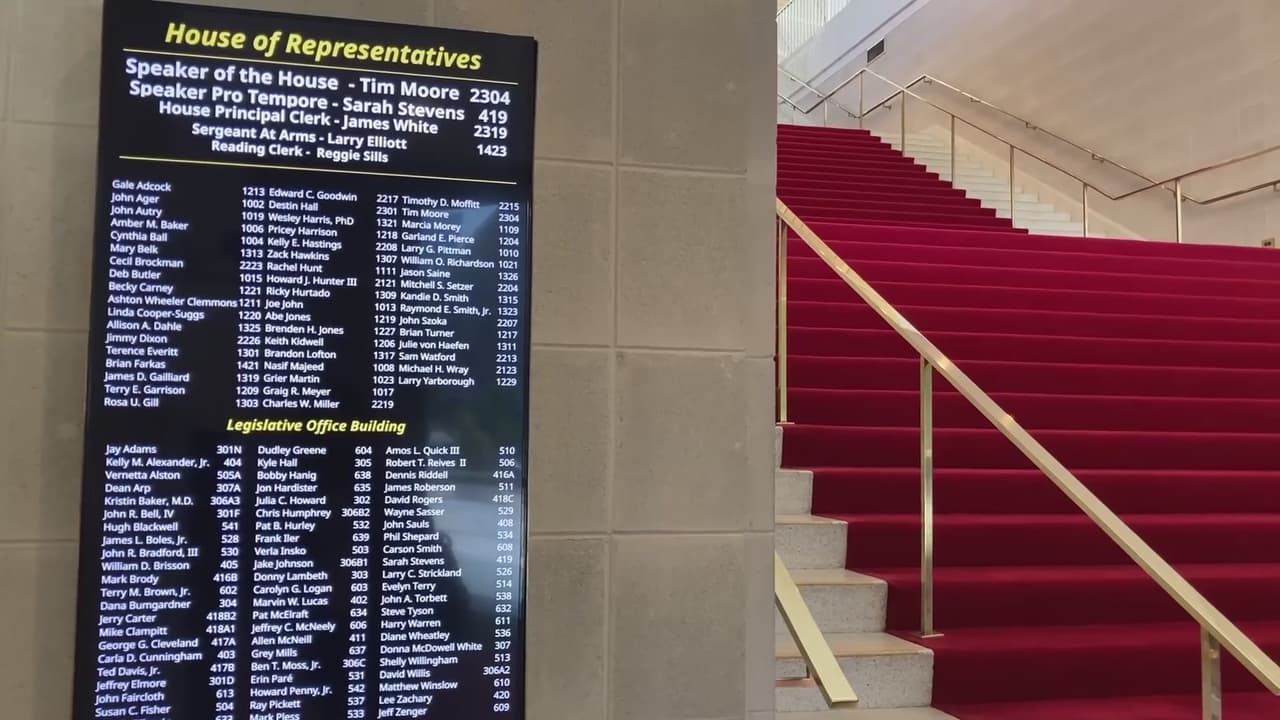 House of Representatives
Speaker of the House - Tim Moore 2304
Speaker Pro Tempore - Sarah Stevens 419
House Principal Clerk - James White 2319
Sergeant At Arms - Larry Elliott 1423
Reading Clerk - Reggie Sills
Gale Adcock 1213
John Ager 1002
John Autry 1019
Amber M. Baker 1006
Cynthia Ball 1004
Mary Belk 1313
Cecil Brockman 2223
Deb Butler 1015
Becky Carney 1221
Ashton Wheeler Clemmons 1211
Linda Cooper-Suggs 1220
Allison A. Dahle 1325
Jimmy Dixon 2226
Terence Everitt 1301
Brian Farkas 1421
James D. Gailliard 1319
Terry E. Garrison 1209
Rosa U. Gill 1303
Edward C. Goodwin 2217
Destin Hall 2301
Wesley Harris, PhD 1321
Pricey Harrison 1218
Kelly E. Hastings 2208
Zack Hawkins 1307
Rachel Hunt 1111
Howard J. Hunter III 2121
Ricky Hurtado 1309
Joe John 1013
Abe Jones 1219
Brenden H. Jones 1227
Keith Kidwell 1206
Brandon Lofton 1317
Nasif Majeed 1008
Grier Martin 1023
Graig R. Meyer 1017
Charles W. Miller 2219
Timothy D. Moffitt 2215
Tim Moore 2304
Marcia Morey 1109
Garland E. Pierce 1204
Larry G. Pittman 1010
William O. Richardson 1021
Jason Saine 1326
Mitchell S. Setzer 2204
Kandie D. Smith 1315
Raymond E. Smith, Jr. 1323
John Szoka 2207
Brian Turner 1217
Julie von Haefen 1311
Sam Watford 2213
Michael H. Wray 2123
Larry Yarborough 1229
Legislative Office Building
Jay Adams 301N
Kelly M. Alexander, Jr. 404
Vernetta Alston 505A
Dean Arp 307A
Kristin Baker, M.D. 306A3
John R. Bell, IV 301F
Hugh Blackwell 541
James L. Boles, Jr. 528
John R. Bradford, III 530
William D. Brisson 405
Mark Brody 416B
Terry M. Brown, Jr. 602
Dana Bumgardner 304
Jerry Carter 418B2
Mike Clampitt 418A1
George G. Cleveland 417A
Carla D. Cunningham 403
Ted Davis, Jr. 417B
Jeffrey Elmore 301D
John Faircloth 613
Susan C. Fisher 504
Dudley Greene 604
Kyle Hall 305
Bobby Hanig 638
Jon Hardister 635
Julia C. Howard 302
Chris Humphrey 306B2
Pat B. Hurley 532
Frank Iler 639
Verla Insko 503
Jake Johnson 306B1
Donny Lambeth 303
Carolyn G. Logan 603
Marvin W. Lucas 402
Pat McElraft 634
Jeffrey C. McNeely 606
Allen McNeill 411
Grey Mills 637
Ben T. Moss, Jr. 306C
Erin Paré 531
Howard Penny, Jr. 542
Ray Pickett 537
Mark Pless 533
Amos L. Quick III 510
Robert T. Reives II 506
Dennis Riddell 416A
James Roberson 511
David Rogers 418C
Wayne Sasser 529
John Sauls 408
Phil Shepard 534
Carson Smith 608
Sarah Stevens 419
Larry C. Strickland 526
Evelyn Terry 514
John A. Torbett 538
Steve Tyson 632
Harry Warren 611
Diane Wheatley 536
Donna McDowell White 307
Shelly Willingham 513
David Willis 306A2
Matthew Winslow 610
Lee Zachary 420
Jeff Zenger 609